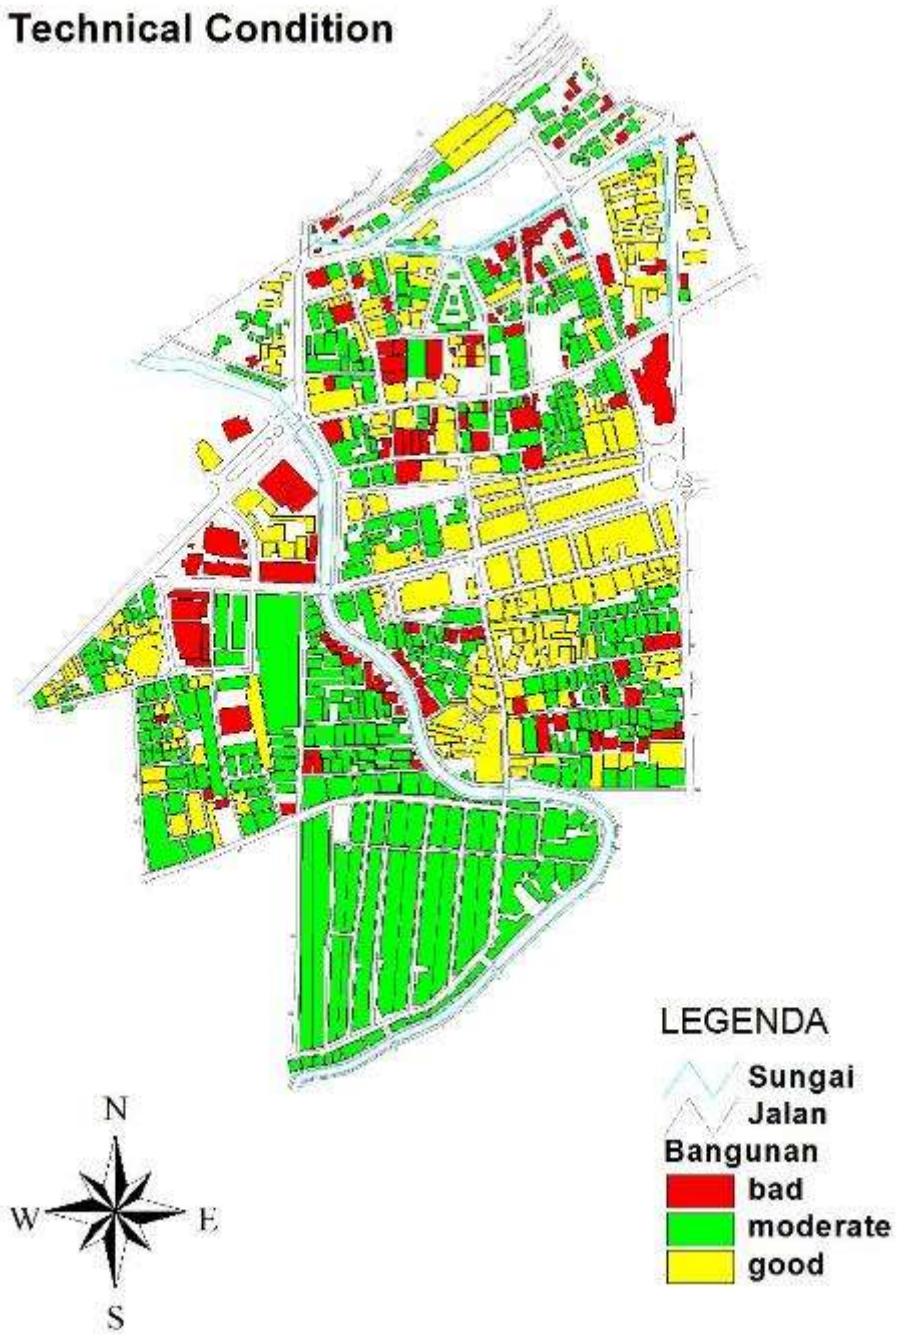 Technical Condition
LEGENDA
Sungai
Jalan
Bangunan
bad
moderate
good
N
W E
S